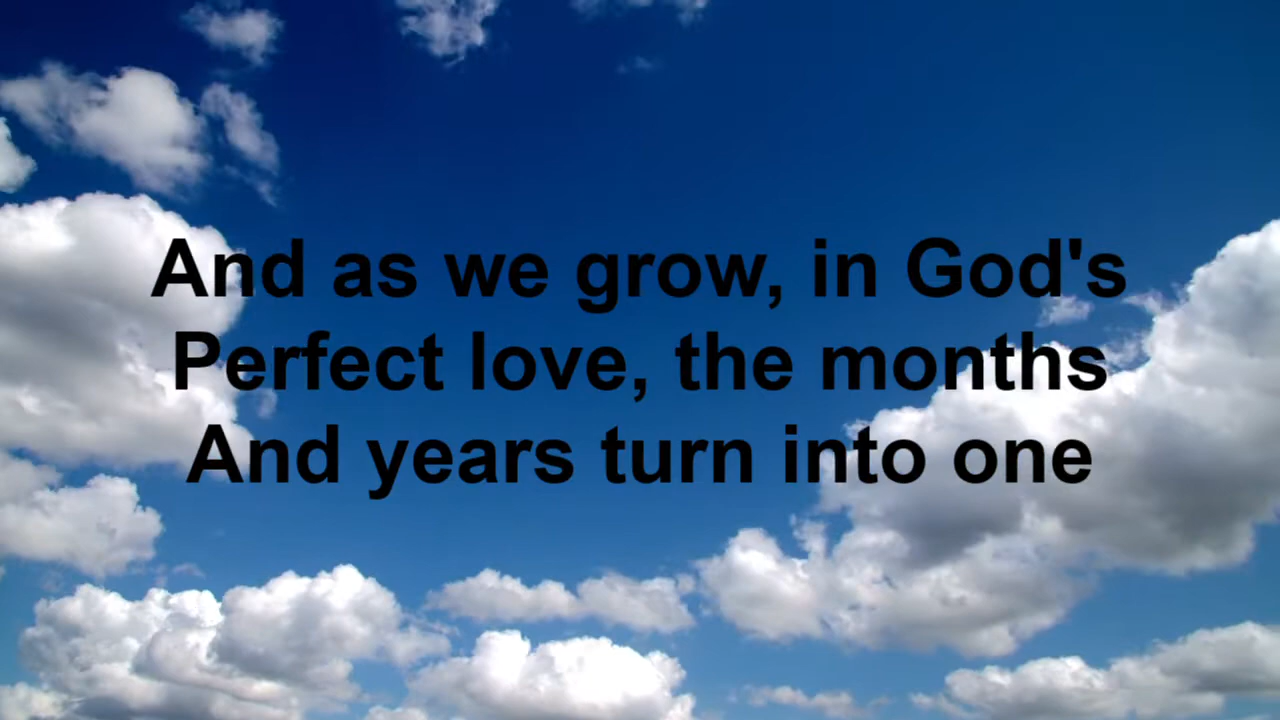 And as we grow, in God's
Perfect love, the months
And years turn into one